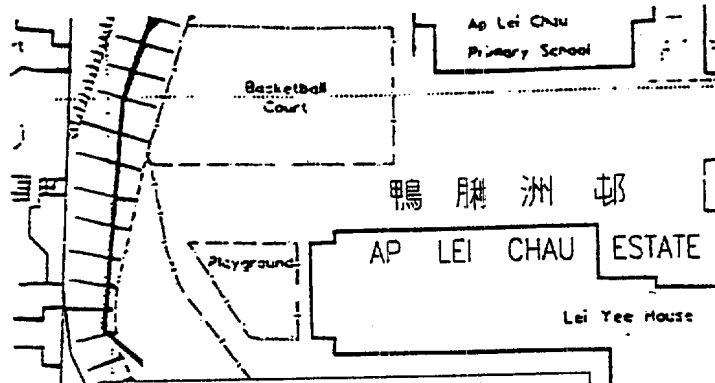 Ap Lei Chau
Primary School
Basketball
Court
鴨脷洲邨
AP LEI CHAU ESTATE
Playground
Lei Yee House